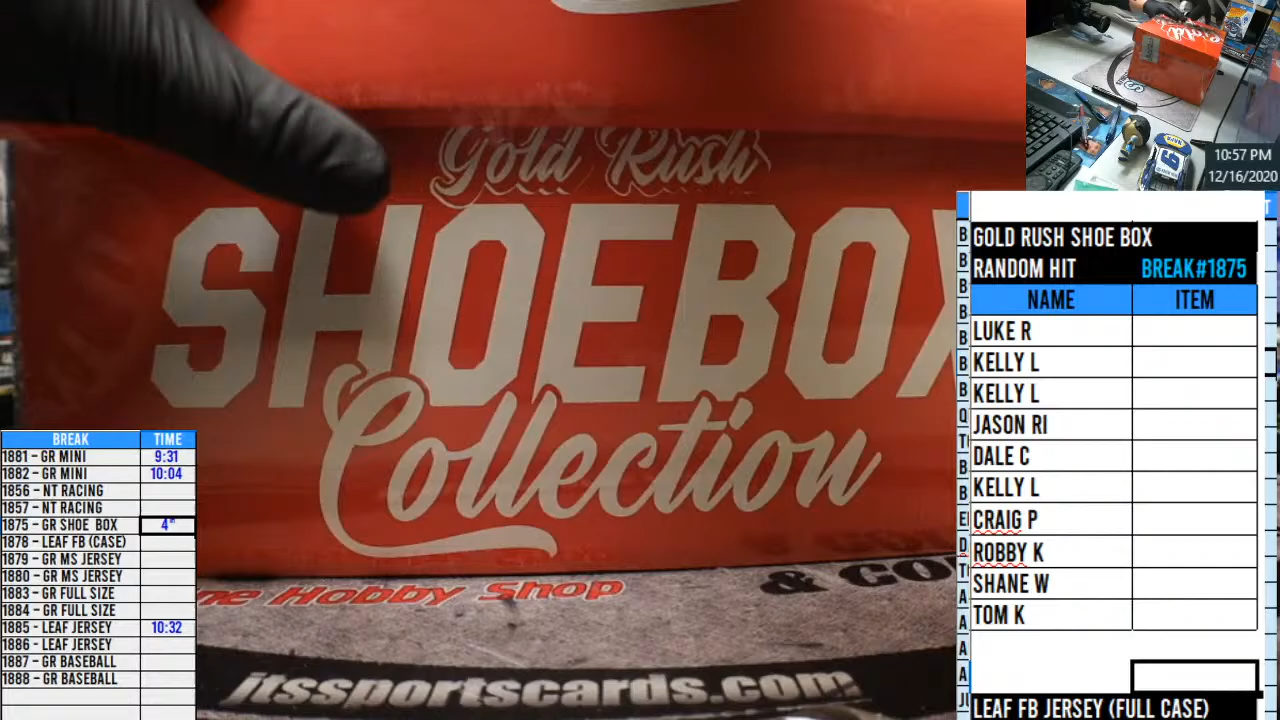 Gold Rush
SHOEBOX
Collection
ne Hobby Shop
& CO
jtssportscards.com
10:57 PM
12/16/2020
GOLD RUSH SHOE BOX
RANDOM HIT BREAK#1875
NAME ITEM
LUKE R
KELLY L
KELLY L
JASON RI
DALE C
KELLY L
CRAIG P
ROBBY K
SHANE W
TOM K
LEAF FB JERSEY (FULL CASE)
BREAK TIME
1881 – GR MINI 9:31
1882 – GR MINI 10:04
1856 – NT RACING
1857 – NT RACING
1875 – GR SHOE BOX 4th
1878 – LEAF FB (CASE)
1879 – GR MS JERSEY
1880 – GR MS JERSEY
1883 – GR FULL SIZE
1884 – GR FULL SIZE
1885 – LEAF JERSEY 10:32
1886 – LEAF JERSEY
1887 – GR BASEBALL
1888 – GR BASEBALL